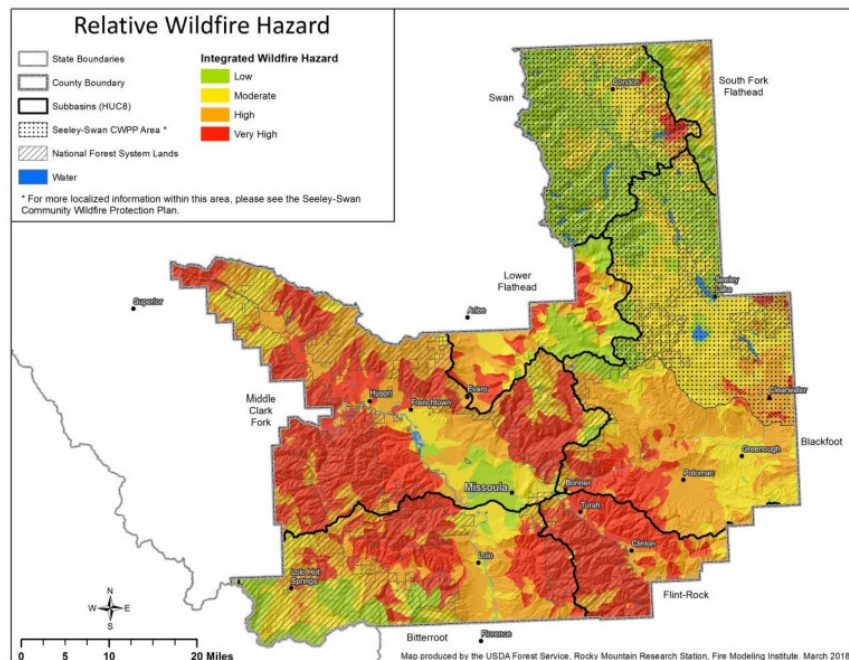 Relative Wildfire Hazard
State Boundaries
County Boundary
Subbasins (HUC8)
Seeley-Swan CWPP Area *
National Forest System Lands
Water
Integrated Wildfire Hazard
Low
Moderate
High
Very High
* For more localized information within this area, please see the Seeley-Swan
Community Wildfire Protection Plan.
Swan
Condon
South Fork
Flathead
Lower
Flathead
Seeley
Lake
Superior
Arlee
Middle
Clark
Fork
Huson
Frenchtown
Evaro
Clearwater
Blackfoot
Greenough
Potomac
Missoula
Bonner
Turah
Clinton
Lolo
Lolo Hot
Springs
Flint-Rock
Bitterroot
Florence
N
W
E
S
0 5 10 20 Miles
Map produced by the USDA Forest Service, Rocky Mountain Research Station, Fire Modeling Institute. March 2018